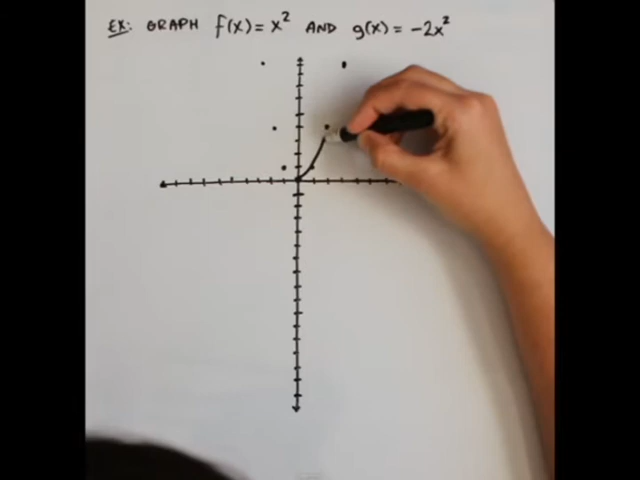 EX: GRAPH f(x) = x² AND g(x) = -2x²